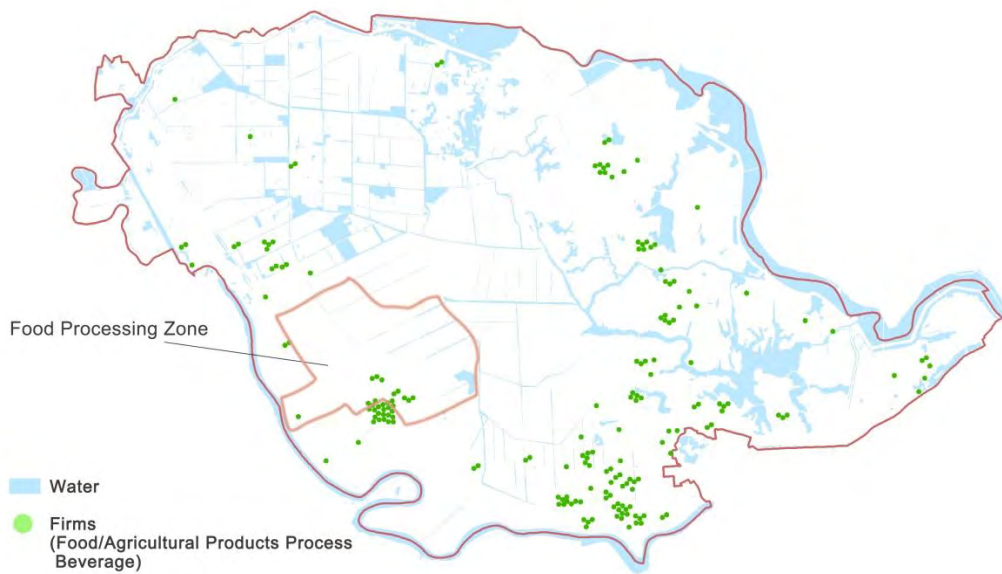 Food Processing Zone
Water
Firms
(Food/Agricultural Products Process
Beverage)